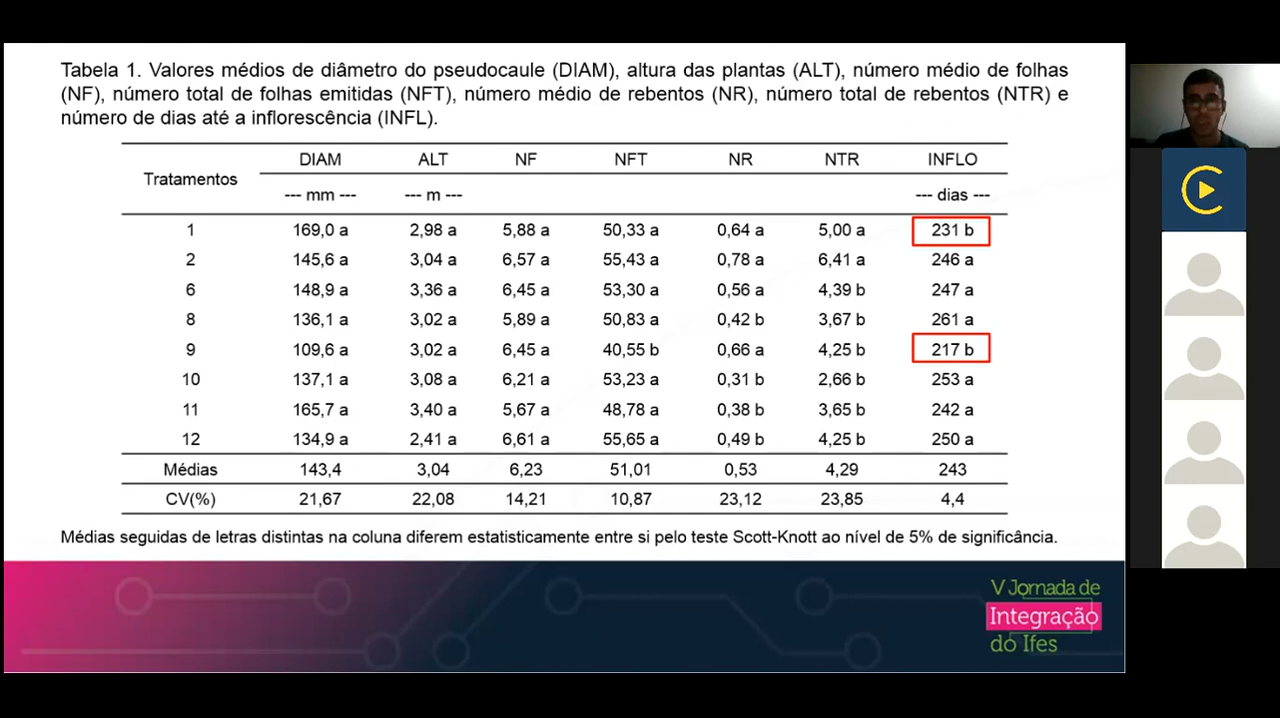 Tabela 1. Valores médios de diâmetro do pseudocaule (DIAM), altura das plantas (ALT), número médio de folhas
(NF), número total de folhas emitidas (NFT), número médio de rebentos (NR), número total de rebentos (NTR) e
número de dias até a inflorescência (INFL).
Tratamentos DIAM ALT NF NFT NR NTR INFLO
--- mm --- --- m --- --- dias ---
1 169,0 a 2,98 a 5,88 a 50,33 a 0,64 a 5,00 a 231 b
2 145,6 a 3,04 a 6,57 a 55,43 a 0,78 a 6,41 a 246 a
6 148,9 a 3,36 a 6,45 a 53,30 a 0,56 a 4,39 b 247 a
8 136,1 a 3,02 a 5,89 a 50,83 a 0,42 b 3,67 b 261 a
9 109,6 a 3,02 a 6,45 a 40,55 b 0,66 a 4,25 b 217 b
10 137,1 a 3,08 a 6,21 a 53,23 a 0,31 b 2,66 b 253 a
11 165,7 a 3,40 a 5,67 a 48,78 a 0,38 b 3,65 b 242 a
12 134,9 a 2,41 a 6,61 a 55,65 a 0,49 b 4,25 b 250 a
Médias 143,4 3,04 6,23 51,01 0,53 4,29 243
CV(%) 21,67 22,08 14,21 10,87 23,12 23,85 4,4
Médias seguidas de letras distintas na coluna diferem estatisticamente entre si pelo teste Scott-Knott ao nível de 5% de significância.
V Jornada de
Integração
do Ifes